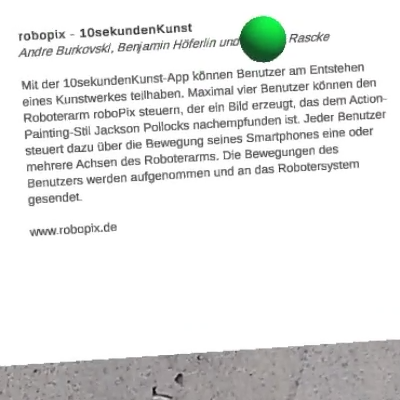 robopix - 10sekundenKunst
Andre Burkovski, Benjamin Höferlin und Rascke
Mit der 10sekundenKunst-App können Benutzer am Entstehen
eines Kunstwerkes teilhaben. Maximal vier Benutzer können den
Roboterarm roboPix steuern, der ein Bild erzeugt, das dem Action-
Painting-Stil Jackson Pollocks nachempfunden ist. Jeder Benutzer
steuert dazu über die Bewegung seines Smartphones eine oder
mehrere Achsen des Roboterarms. Die Bewegungen des
Benutzers werden aufgenommen und an das Robotersystem
gesendet.
www.robopix.de